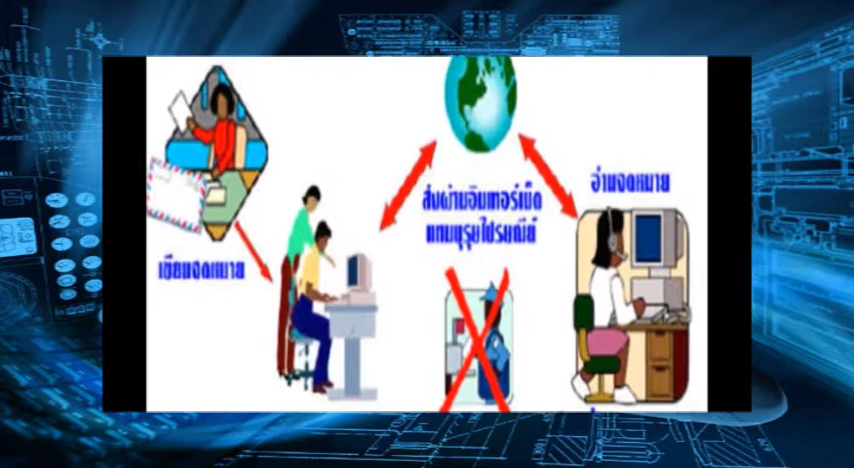 อ่านจดหมาย
ส่งผ่านอินเทอร์เน็ต
แทนบุรุษไปรษณีย์
เขียนจดหมาย